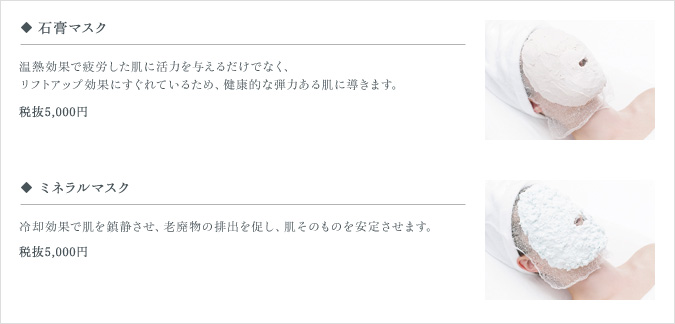 ◆ 石膏マスク
温熱効果で疲労した肌に活力を与えるだけでなく、
リフトアップ効果にすぐれているため、健康的な弾力ある肌に導きます。
税抜5,000円
◆ ミネラルマスク
冷却効果で肌を鎮静させ、老廃物の排出を促し、肌そのものを安定させます。
税抜5,000円